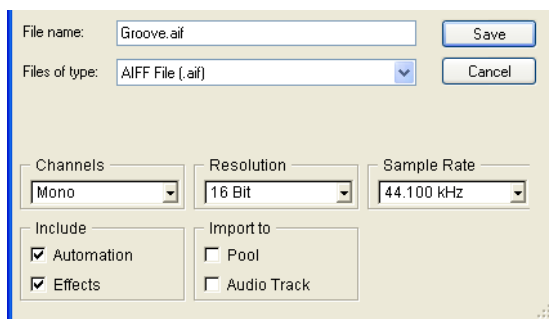 File name: Groove.aif Save
Files of type: AIFF File (.aif) Cancel
Channels Resolution Sample Rate
Mono 16 Bit 44.100 kHz
Include Import to
Automation Pool
Effects Audio Track